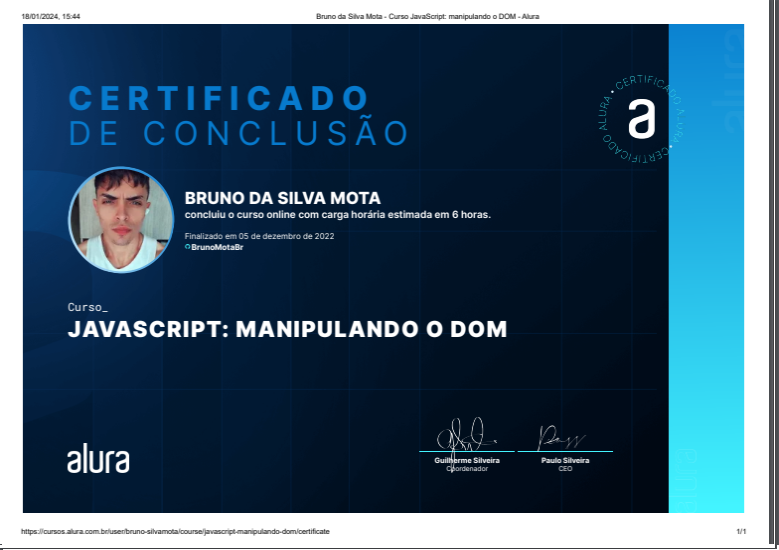 18/01/2024, 15:44
Bruno da Silva Mota - Curso JavaScript: manipulando o DOM - Alura
CERTIFICADO
DE CONCLUSÃO
CERTIFICADO ALURA • CERTIFICADO ALURA •
a
alura
BRUNO DA SILVA MOTA
concluiu o curso online com carga horária estimada em 6 horas.
Finalizado em 05 de dezembro de 2022
BrunoMotaBr
Curso_
JAVASCRIPT: MANIPULANDO O DOM
alura
Guilherme Silveira
Coordenador
Paulo Silveira
CEO
alura
https://cursos.alura.com.br/user/bruno-silvamota/course/javascript-manipulando-dom/certificate
1/1